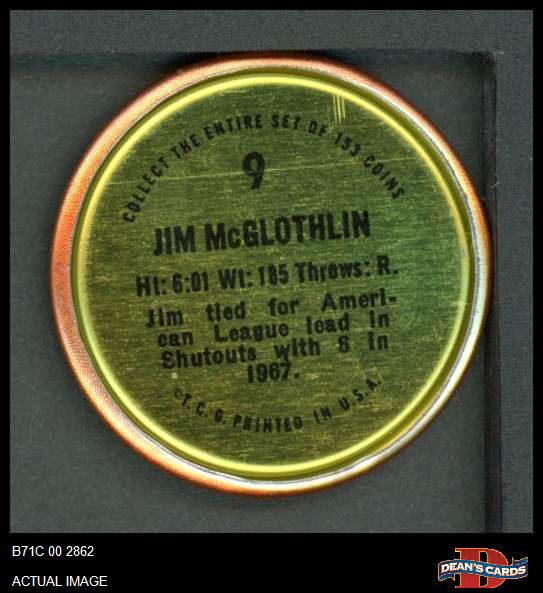 COLLECT THE ENTIRE SET OF 153 COINS
9
JIM McGLOTHLIN
Ht: 6:01 Wt: 185 Throws: R.
Jim tied for Ameri-
can League lead in
Shutouts with 6 in
1967.
©T.C.G. PRINTED IN U.S.A.
B71C 00 2862
ACTUAL IMAGE
D
DEAN'S CARDS